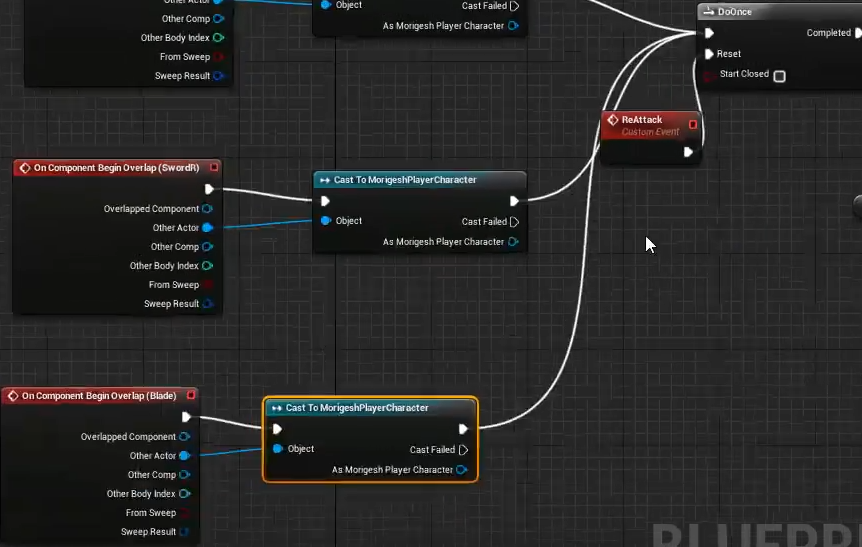 Other Actor
Other Comp
Other Body Index
From Sweep
Sweep Result
Object
Cast Failed
As Morigesh Player Character
DoOnce
Completed
Reset
Start Closed
ReAttack
Custom Event
On Component Begin Overlap (SwordR)
Overlapped Component
Other Actor
Other Comp
Other Body Index
From Sweep
Sweep Result
Cast To MorigeshPlayerCharacter
Object
Cast Failed
As Morigesh Player Character
On Component Begin Overlap (Blade)
Overlapped Component
Other Actor
Other Comp
Other Body Index
From Sweep
Sweep Result
Cast To MorigeshPlayerCharacter
Object
Cast Failed
As Morigesh Player Character